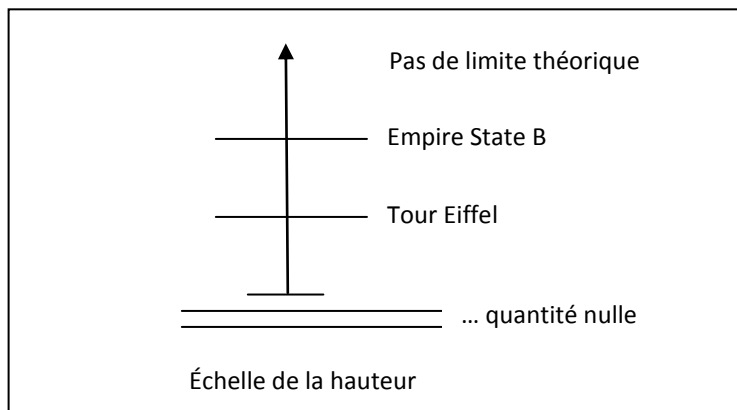 Pas de limite théorique
Empire State B
Tour Eiffel
... quantité nulle
Échelle de la hauteur